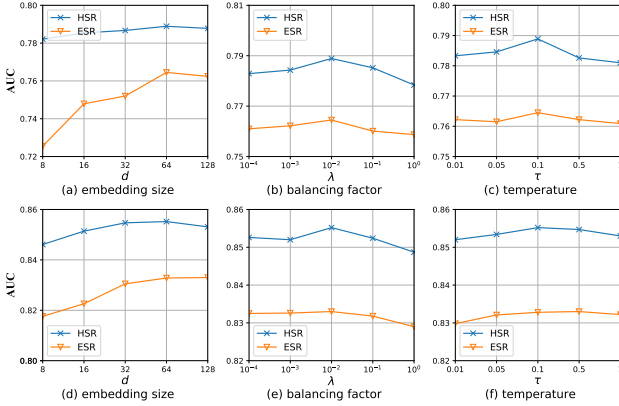 0.80
0.78
0.76
0.74
0.72
AUC
HSR
ESR
8 16 32 64 128
d
(a) embedding size
0.81
0.79
0.77
0.75
HSR
ESR
10⁻⁴ 10⁻³ 10⁻² 10⁻¹ 10⁰
λ
(b) balancing factor
0.80
0.79
0.78
0.77
0.76
0.75
HSR
ESR
0.01 0.05 0.1 0.5
τ
(c) temperature
0.86
0.84
0.82
0.80
AUC
HSR
ESR
8 16 32 64 128
d
(d) embedding size
0.86
0.85
0.84
0.83
0.82
HSR
ESR
10⁻⁴ 10⁻³ 10⁻² 10⁻¹ 10⁰
λ
(e) balancing factor
0.86
0.85
0.84
0.83
0.82
HSR
ESR
0.01 0.05 0.1 0.5
τ
(f) temperature